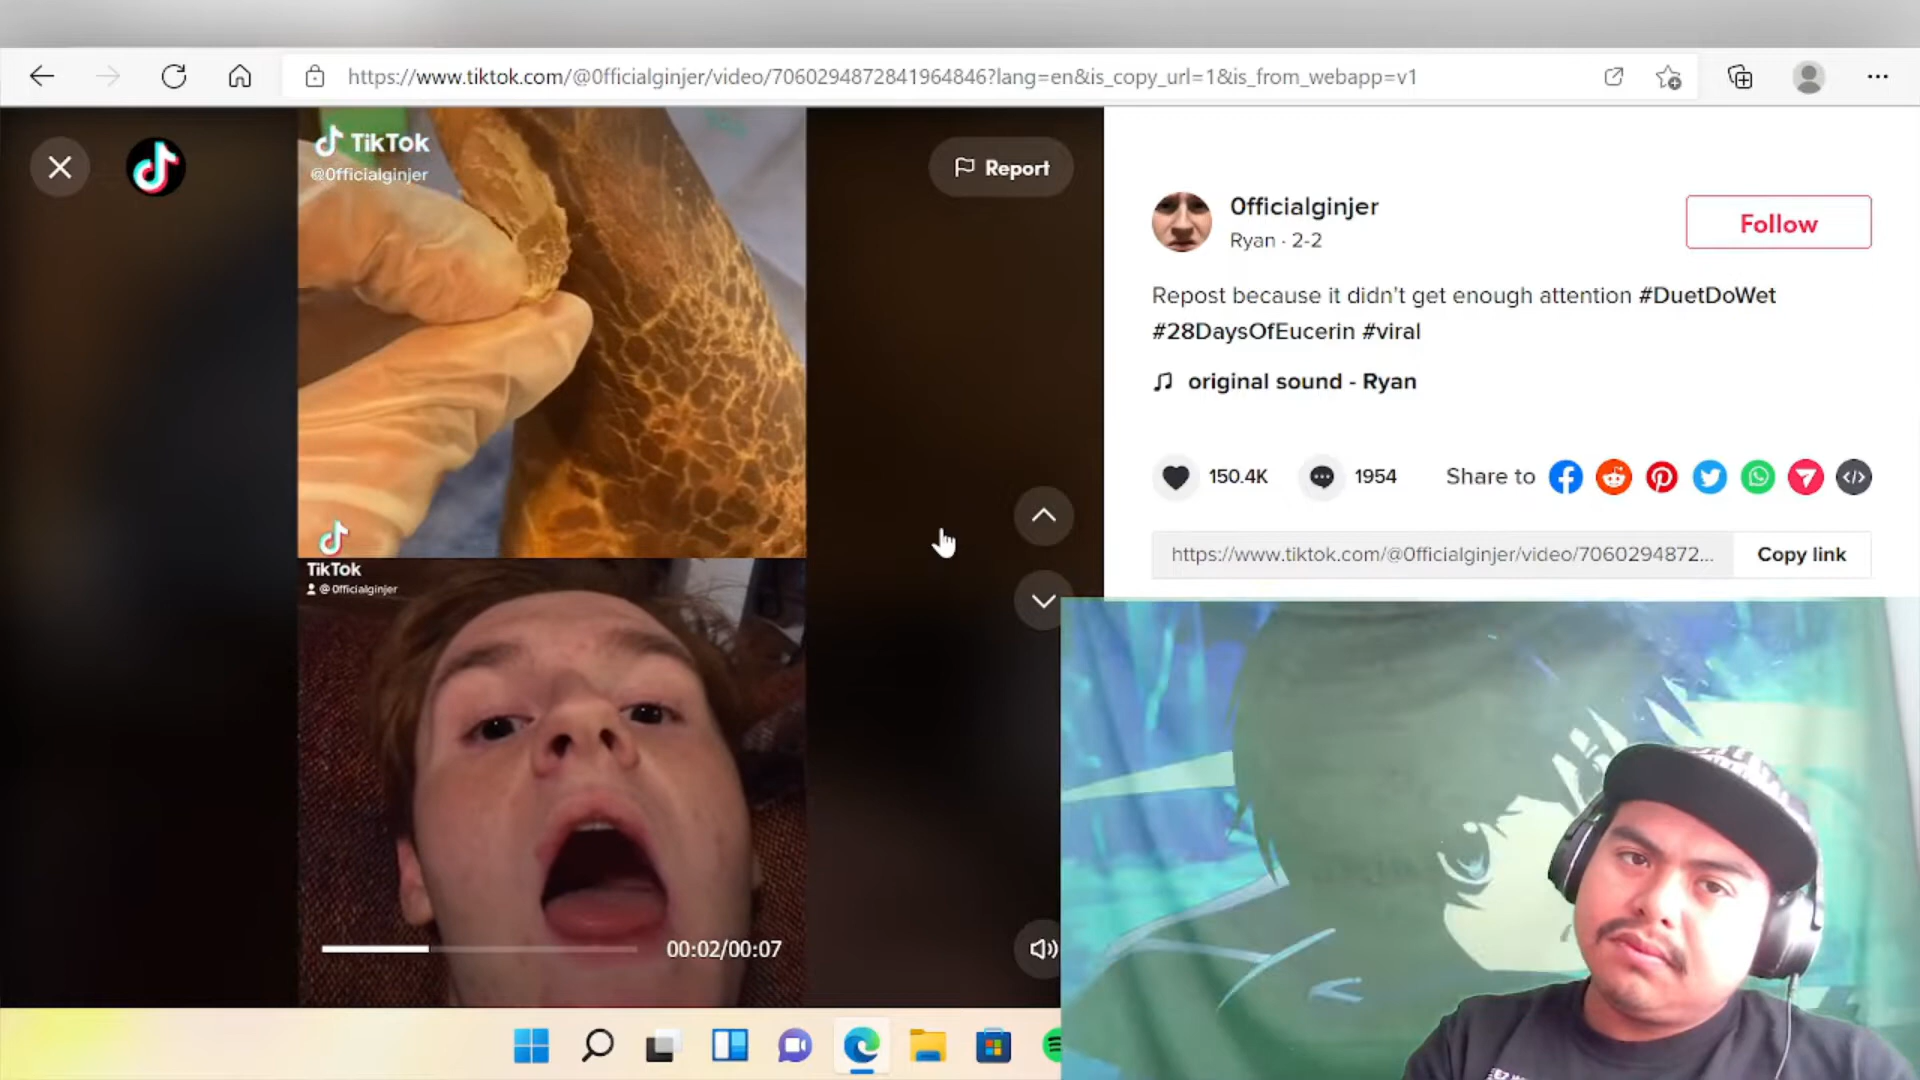 https://www.tiktok.com/@0fficialginjer/video/7060294872841964846?lang=en&is_copy_url=1&is_from_webapp=v1
TikTok
@0fficialginjer
Report
0fficialginjer
Ryan · 2-2
Follow
Repost because it didn't get enough attention #DuetDoWet
#28DaysOfEucerin #viral
original sound - Ryan
150.4K
1954
Share to
https://www.tiktok.com/@0fficialginjer/video/7060294872...
Copy link
TikTok
@0fficialginjer
00:02/00:07